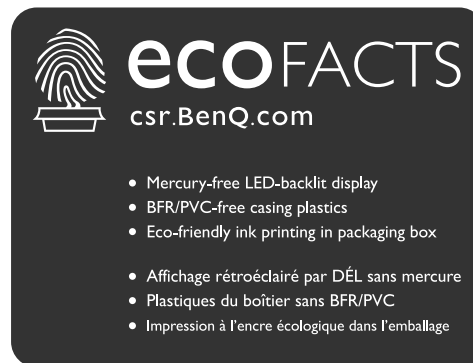 ecoFACTS
csr.BenQ.com
• Mercury-free LED-backlit display
• BFR/PVC-free casing plastics
• Eco-friendly ink printing in packaging box
• Affichage rétroéclairé par DÉL sans mercure
• Plastiques du boîtier sans BFR/PVC
• Impression à l'encre écologique dans l'emballage